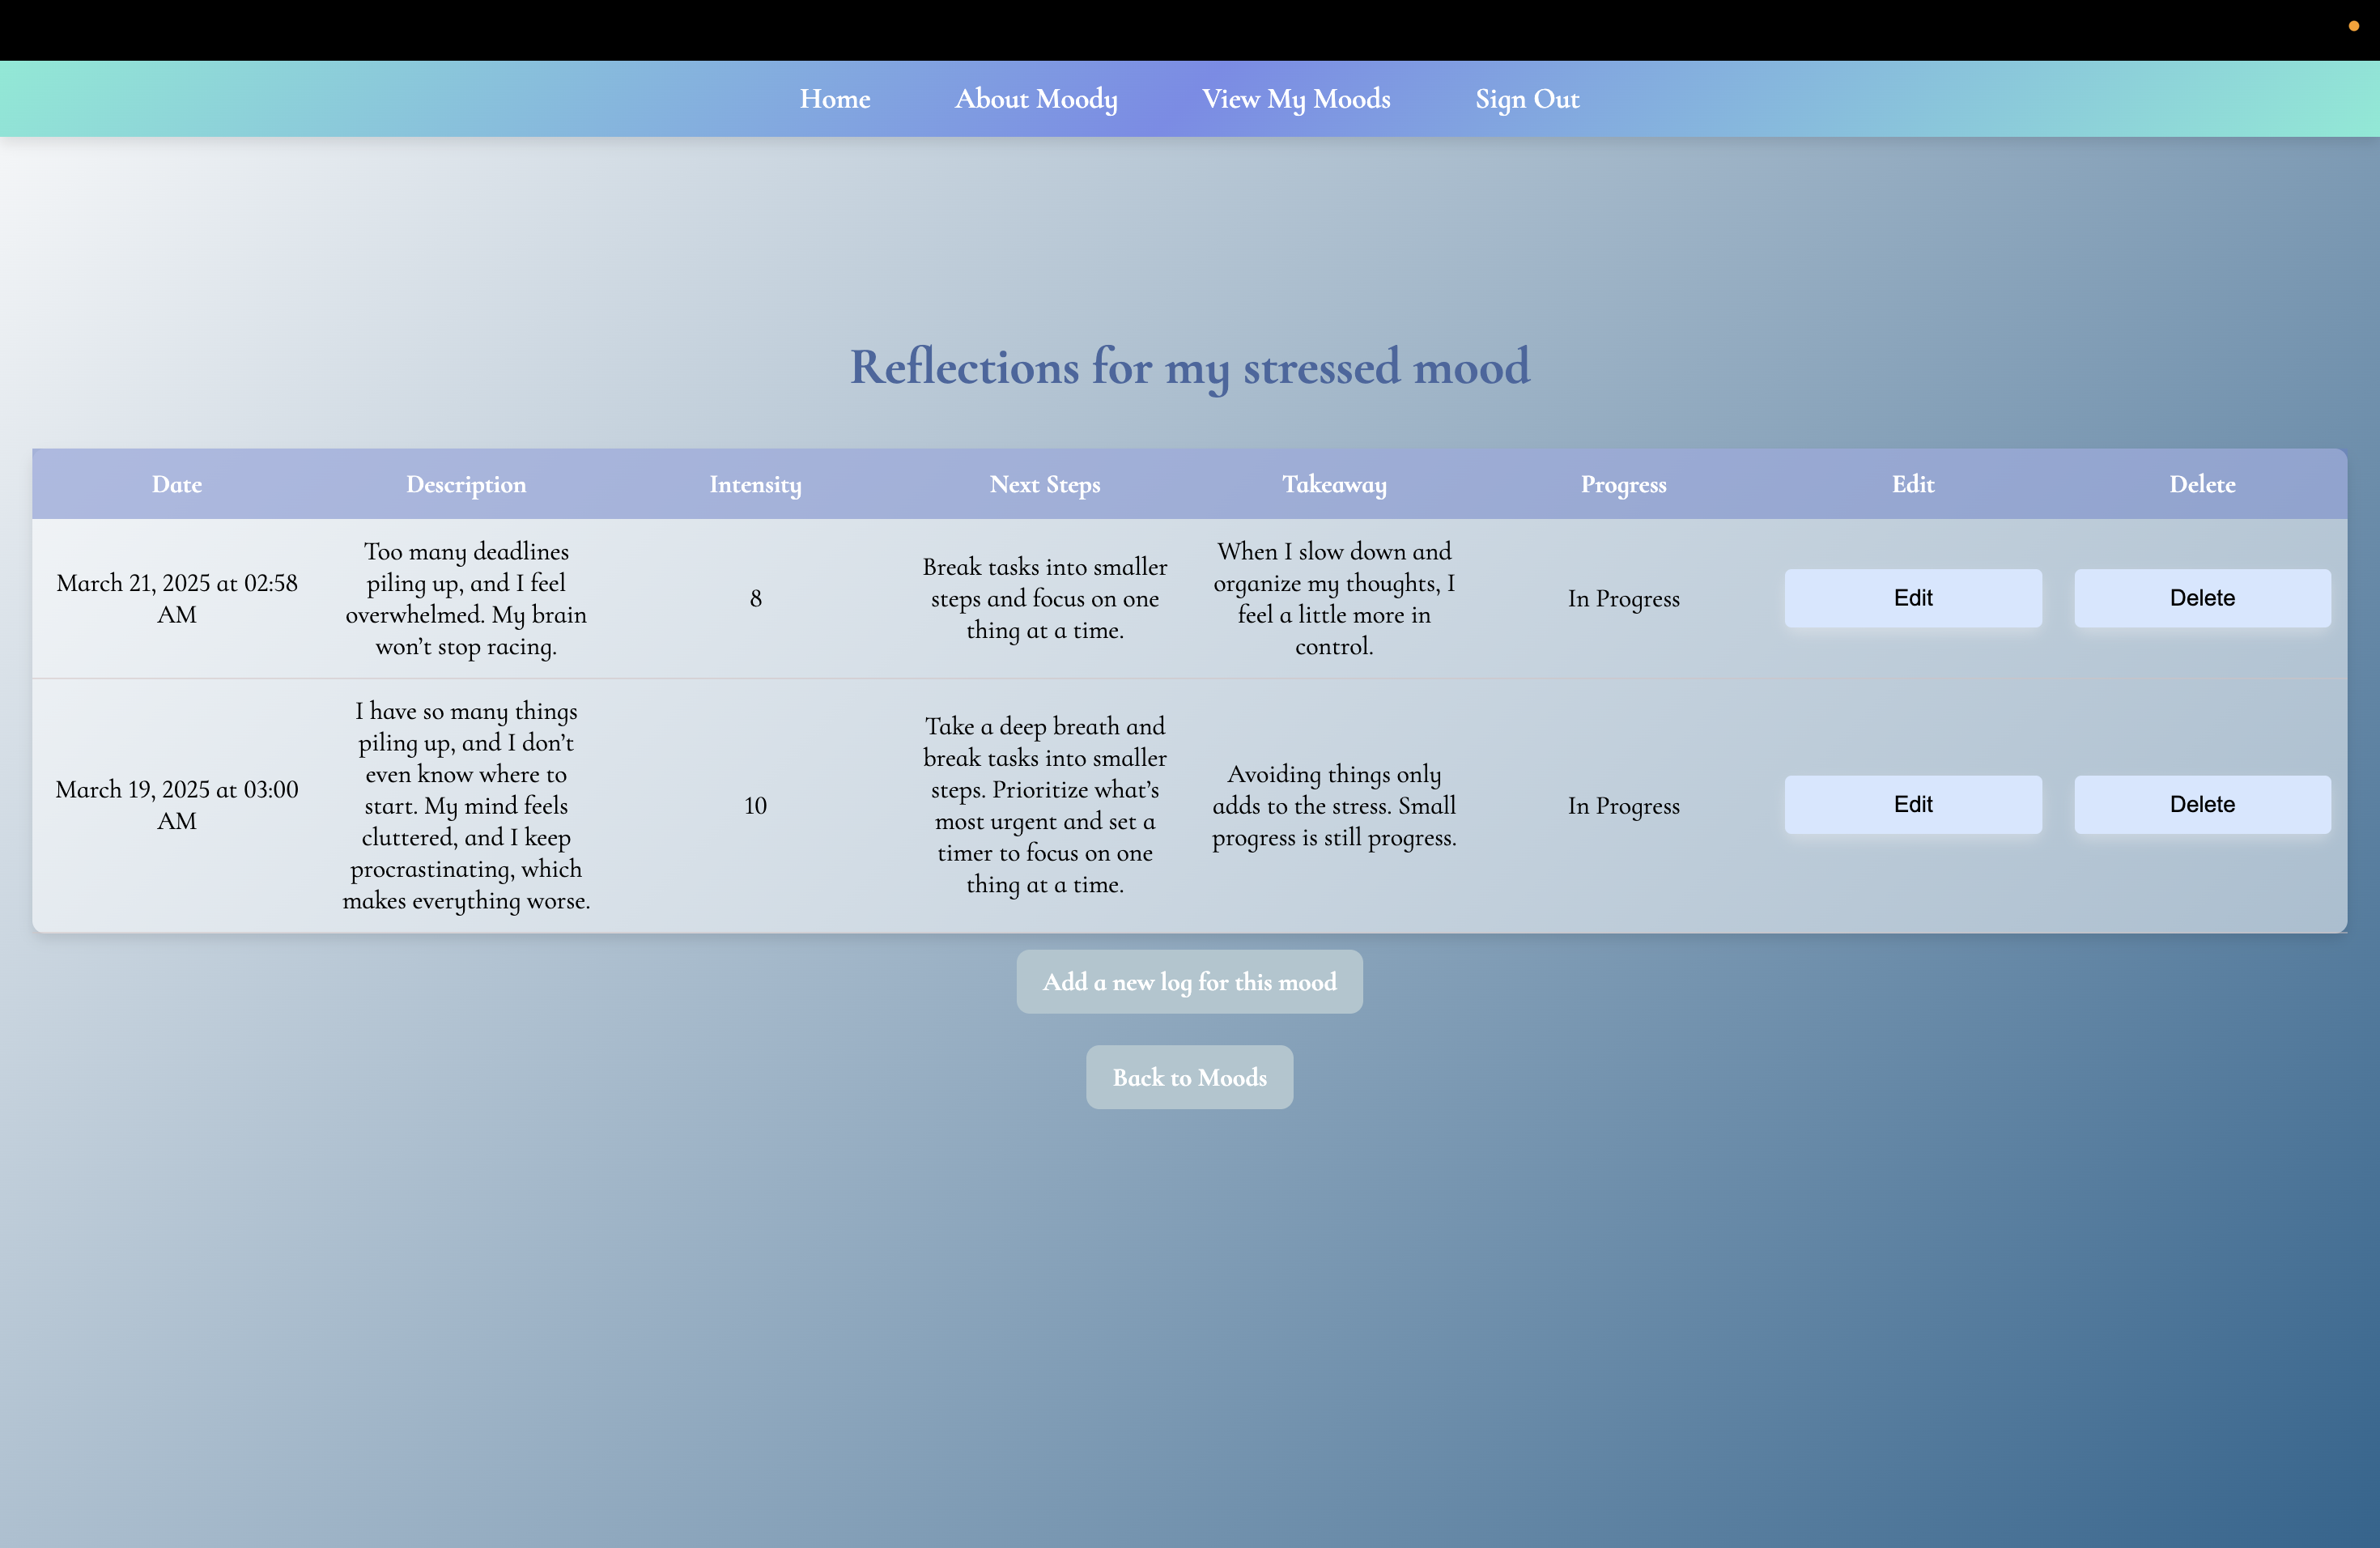 Home About Moody View My Moods Sign Out
Reflections for my stressed mood
Date Description Intensity Next Steps Takeaway Progress Edit Delete
March 21, 2025 at 02:58
AM
Too many deadlines
piling up, and I feel
overwhelmed. My brain
won’t stop racing.
8
Break tasks into smaller
steps and focus on one
thing at a time.
When I slow down and
organize my thoughts, I
feel a little more in
control.
In Progress
Edit
Delete
March 19, 2025 at 03:00
AM
I have so many things
piling up, and I don’t
even know where to
start. My mind feels
cluttered, and I keep
procrastinating, which
makes everything worse.
10
Take a deep breath and
break tasks into smaller
steps. Prioritize what’s
most urgent and set a
timer to focus on one
thing at a time.
Avoiding things only
adds to the stress. Small
progress is still progress.
In Progress
Edit
Delete
Add a new log for this mood
Back to Moods